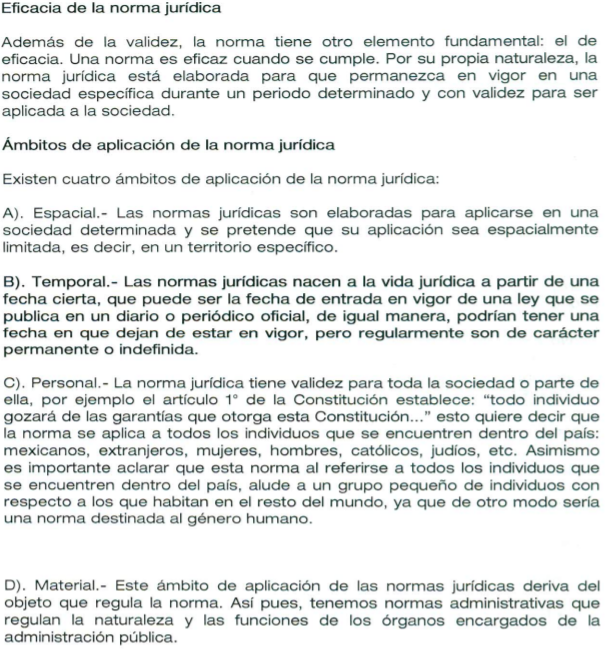 Eficacia de la norma jurídica
Además de la validez, la norma tiene otro elemento fundamental: el de
eficacia. Una norma es eficaz cuando se cumple. Por su propia naturaleza, la
norma jurídica está elaborada para que permanezca en vigor en una
sociedad específica durante un periodo determinado y con validez para ser
aplicada a la sociedad.
Ámbitos de aplicación de la norma jurídica
Existen cuatro ámbitos de aplicación de la norma jurídica:
A). Espacial.- Las normas jurídicas son elaboradas para aplicarse en una
sociedad determinada y se pretende que su aplicación sea espacialmente
limitada, es decir, en un territorio específico.
B). Temporal.- Las normas jurídicas nacen a la vida jurídica a partir de una
fecha cierta, que puede ser la fecha de entrada en vigor de una ley que se
publica en un diario o periódico oficial, de igual manera, podrían tener una
fecha en que dejan de estar en vigor, pero regularmente son de carácter
permanente o indefinida.
C). Personal.- La norma jurídica tiene validez para toda la sociedad o parte de
ella, por ejemplo el artículo 1° de la Constitución establece: “todo individuo
gozará de las garantías que otorga esta Constitución...” esto quiere decir que
la norma se aplica a todos los individuos que se encuentren dentro del país:
mexicanos, extranjeros, mujeres, hombres, católicos, judíos, etc. Asimismo
es importante aclarar que esta norma al referirse a todos los individuos que
se encuentren dentro del país, alude a un grupo pequeño de individuos con
respecto a los que habitan en el resto del mundo, ya que de otro modo sería
una norma destinada al género humano.
D). Material.- Este ámbito de aplicación de las normas jurídicas deriva del
objeto que regula la norma. Así pues, tenemos normas administrativas que
regulan la naturaleza y las funciones de los órganos encargados de la
administración pública.